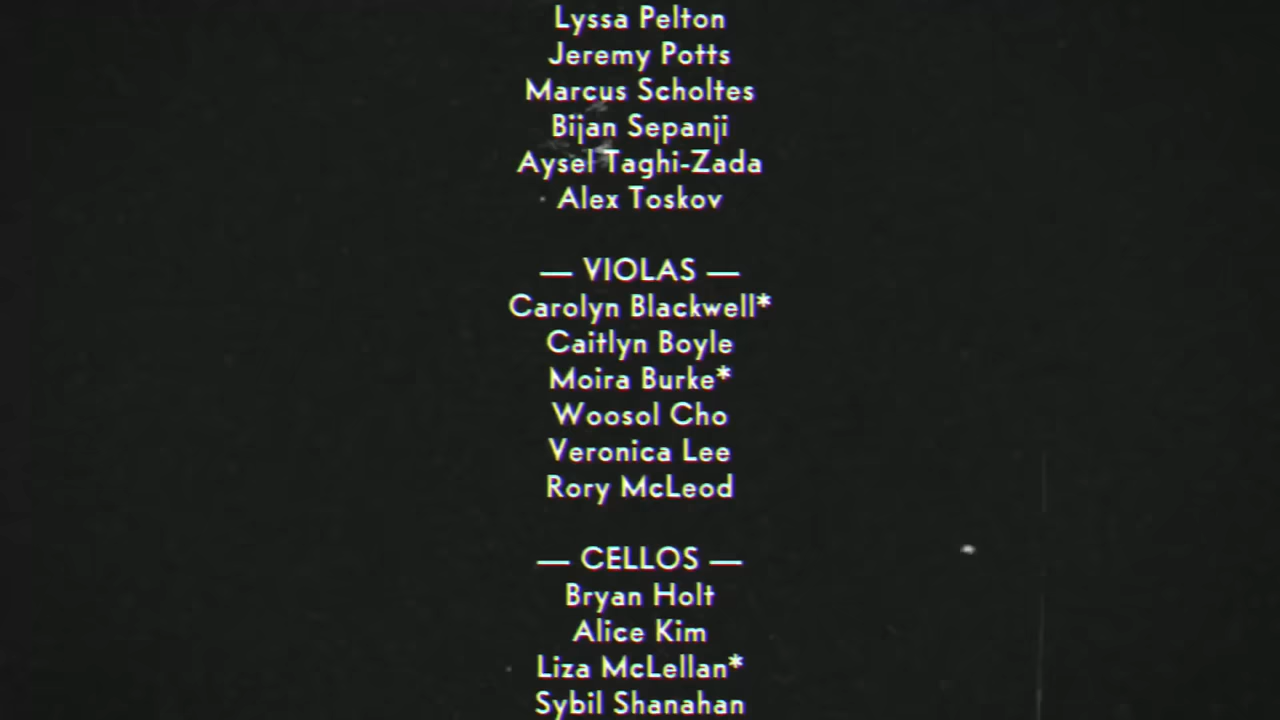 Lyssa Pelton
Jeremy Potts
Marcus Scholtes
Bijan Sepanji
Aysel Taghi-Zada
Alex Toskov
— VIOLAS —
Carolyn Blackwell*
Caitlyn Boyle
Moira Burke*
Woosol Cho
Veronica Lee
Rory McLeod
— CELLOS —
Bryan Holt
Alice Kim
Liza McLellan*
Sybil Shanahan